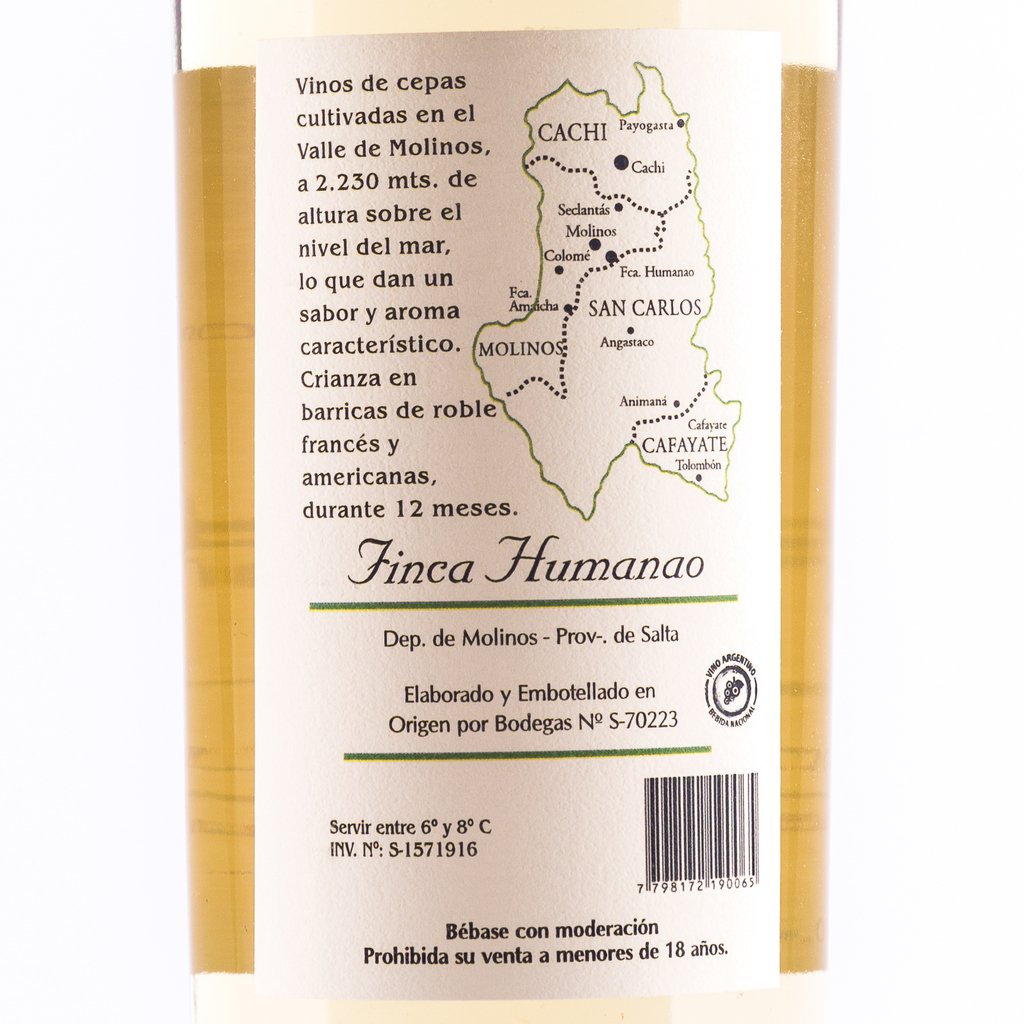 Vinos de cepas
cultivadas en el
Valle de Molinos,
a 2.230 mts. de
altura sobre el
nivel del mar,
lo que dan un
sabor y aroma
característico.
Crianza en
barricas de roble
francés y
americanas,
durante 12 meses.
CACHI
Payogasta
Cachi
Seclantás
Molinos
Colomé
Fca. Humanao
Fca.
Amaicha
SAN CARLOS
MOLINOS
Angastaco
Animaná
Cafayate
CAFAYATE
Tolombón
Finca Humanao
Dep. de Molinos - Prov-. de Salta
Elaborado y Embotellado en
Origen por Bodegas Nº S-70223
VINO ARGENTINO
BEBIDA NACIONAL
Servir entre 6º y 8º C
INV. Nº: S-1571916
7 798172 190065
Bébase con moderación
Prohibida su venta a menores de 18 años.